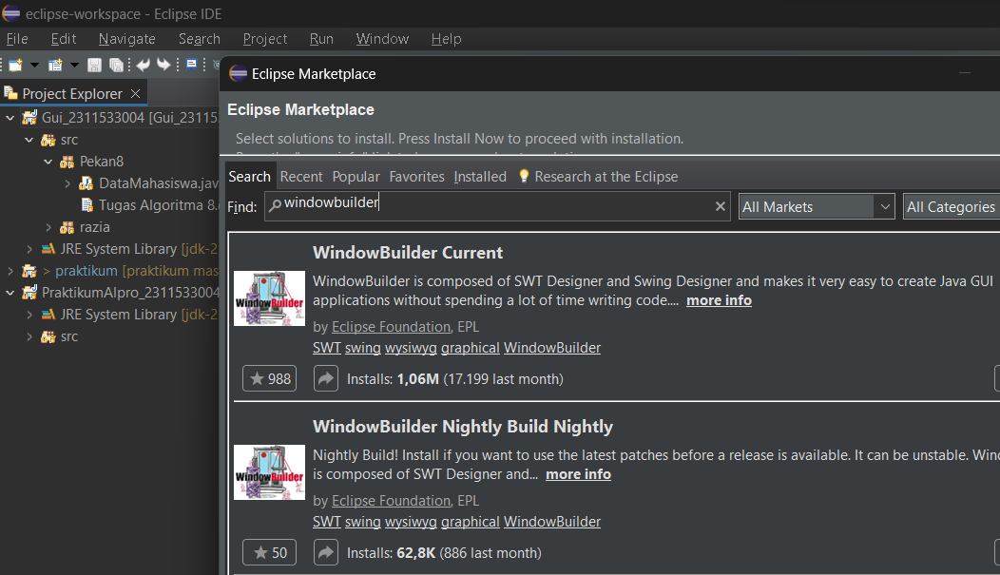 eclipse-workspace - Eclipse IDE
File Edit Navigate Search Project Run Window Help
Eclipse Marketplace
Project Explorer
Eclipse Marketplace
Select solutions to install. Press Install Now to proceed with installation.
Gui_2311533004 [Gui_23115
src
Pekan8
DataMahasiswa.jav
Tugas Algoritma 8.
razia
JRE System Library [jdk-2
> praktikum [praktikum mas
PraktikumAlpro_2311533004
JRE System Library [jdk-2
src
Search Recent Popular Favorites Installed Research at the Eclipse
Find: windowbuilder All Markets All Categories
WindowBuilder Current
WindowBuilder
WindowBuilder is composed of SWT Designer and Swing Designer and makes it very easy to create Java GUI
applications without spending a lot of time writing code.... more info
by Eclipse Foundation, EPL
SWT swing wysiwyg graphical WindowBuilder
988 Installs: 1,06M (17.199 last month)
WindowBuilder Nightly Build Nightly
WindowBuilder
Nightly Build! Install if you want to use the latest patches before a release is available. It can be unstable. Win
is composed of SWT Designer and... more info
by Eclipse Foundation, EPL
SWT swing wysiwyg graphical WindowBuilder
50 Installs: 62,8K (886 last month)